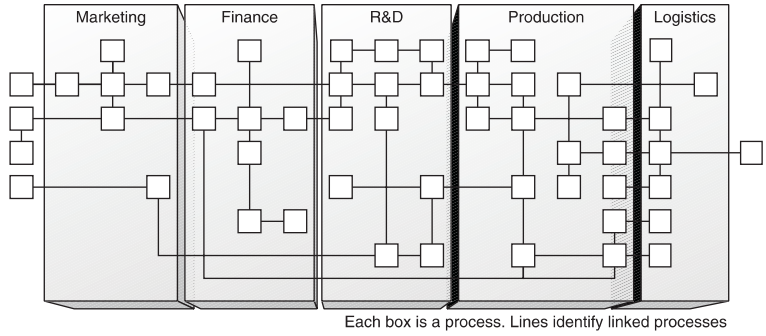 Marketing
Finance
R&D
Production
Logistics
Each box is a process. Lines identify linked processes